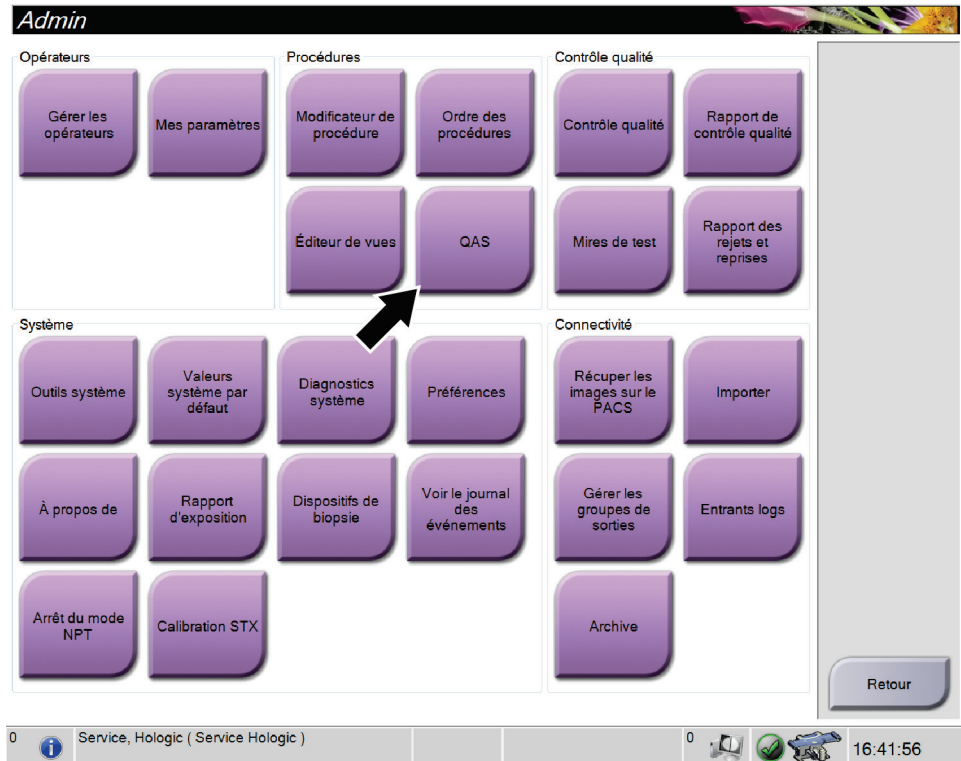 Admin
Opérateurs
Gérer les
opérateurs
Mes paramètres
Procédures
Modificateur de
procédure
Ordre des
procédures
Éditeur de vues
QAS
Contrôle qualité
Contrôle qualité
Rapport de
contrôle qualité
Mires de test
Rapport des
rejets et
reprises
Système
Outils système
Valeurs
système par
défaut
Diagnostics
système
Préférences
À propos de
Rapport
d'exposition
Dispositifs de
biopsie
Voir le journal
des
événements
Arrêt du mode
NPT
Calibration STX
Connectivité
Récuper les
images sur le
PACS
Importer
Gérer les
groupes de
sorties
Entrants logs
Archive
Retour
0
Service, Hologic ( Service Hologic )
0
16:41:56